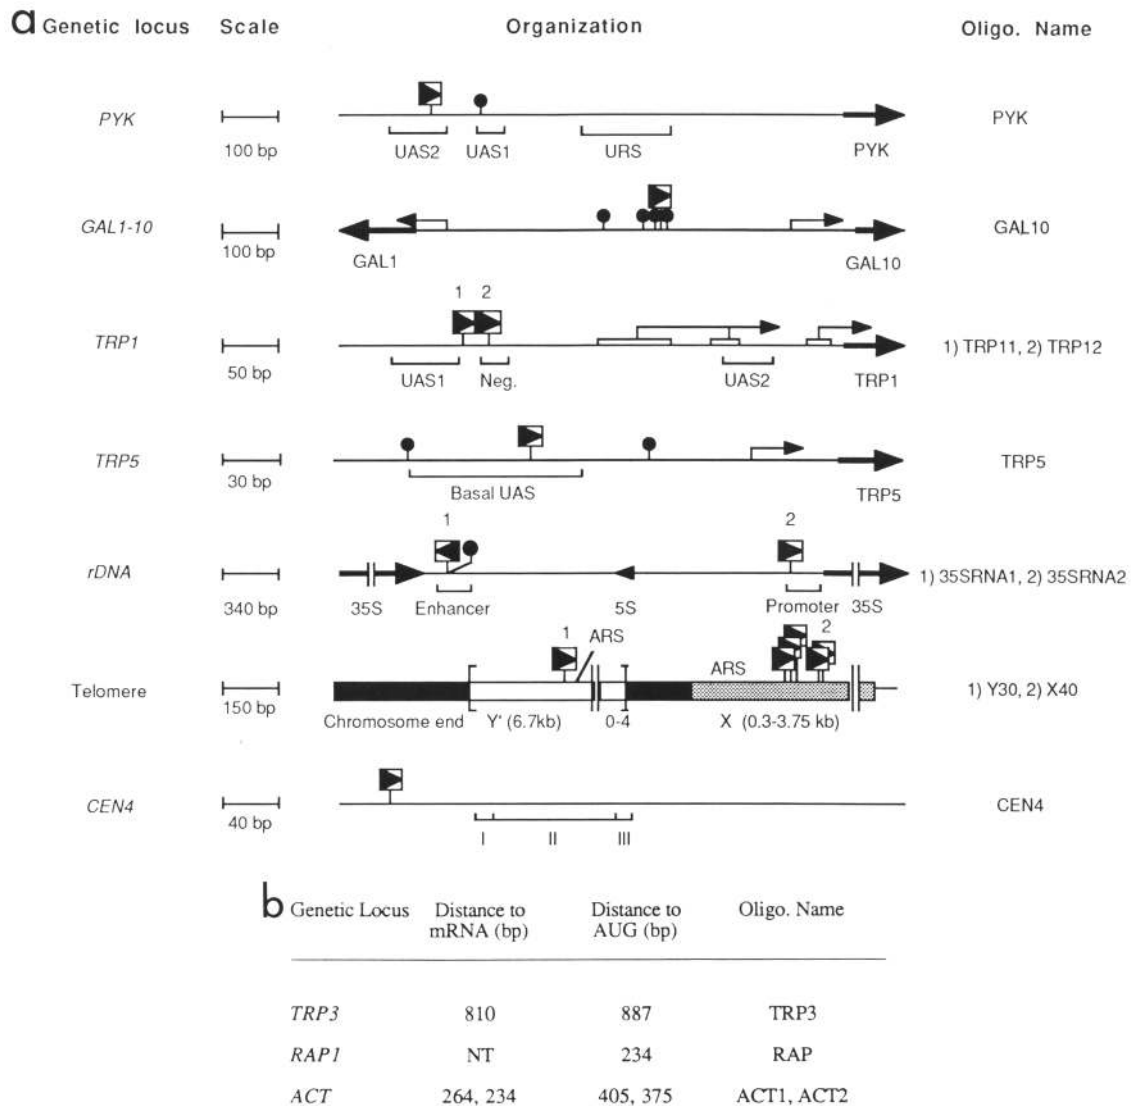 a Genetic locus Scale Organization Oligo. Name
PYK 100 bp UAS2 UAS1 URS PYK PYK
GAL1-10 100 bp GAL1 GAL10 GAL10
1 2
TRP1 50 bp UAS1 Neg. UAS2 TRP1 1) TRP11, 2) TRP12
TRP5 30 bp Basal UAS TRP5 TRP5
1 2
rDNA 340 bp 35S Enhancer 5S Promoter 35S 1) 35SRNA1, 2) 35SRNA2
1 ARS 2
ARS
Telomere 150 bp Chromosome end Y' (6.7kb) 0-4 X (0.3-3.75 kb) 1) Y30, 2) X40
CEN4 40 bp I II III CEN4
b Genetic Locus Distance to mRNA (bp) Distance to AUG (bp) Oligo. Name
TRP3 810 887 TRP3
RAP1 NT 234 RAP
ACT 264, 234 405, 375 ACT1, ACT2